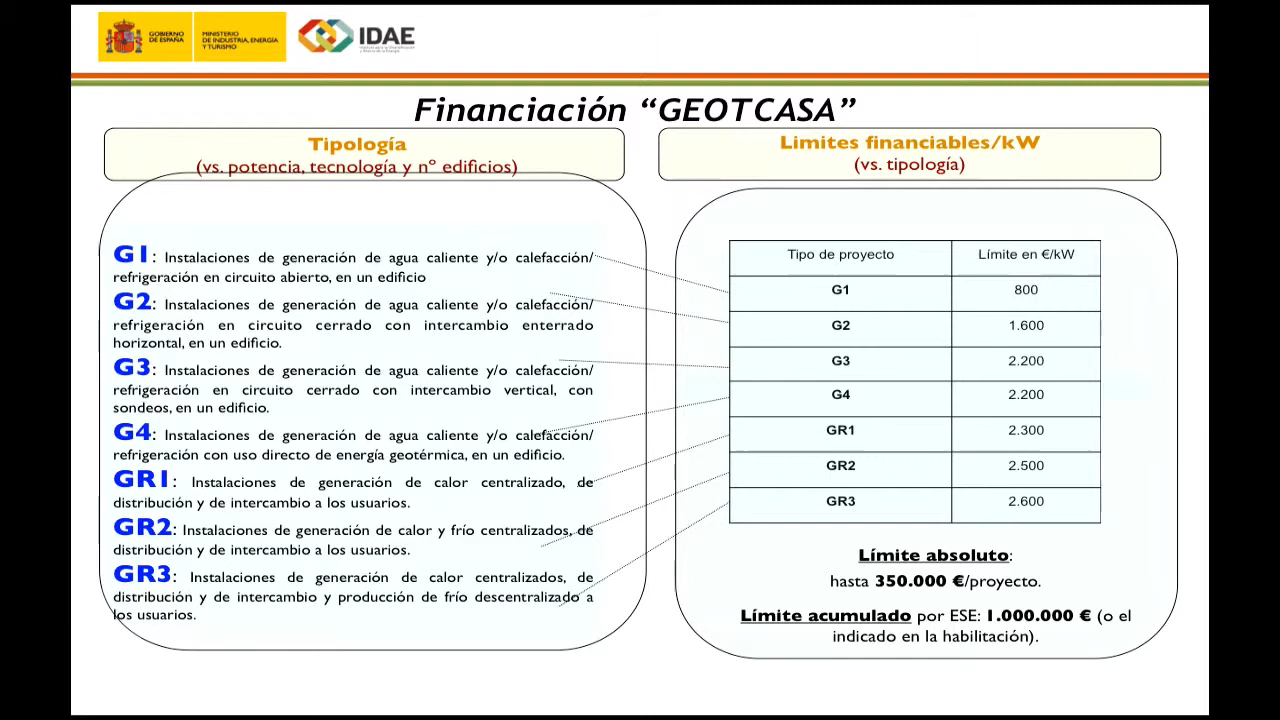 GOBIERNO
DE ESPAÑA
MINISTERIO
DE INDUSTRIA, ENERGÍA
Y TURISMO
IDAE
Financiación “GEOTCASA”
Tipología
(vs. potencia, tecnología y nº edificios)
G1: Instalaciones de generación de agua caliente y/o calefacción/
refrigeración en circuito abierto, en un edificio
G2: Instalaciones de generación de agua caliente y/o calefacción/
refrigeración en circuito cerrado con intercambio enterrado
horizontal, en un edificio.
G3: Instalaciones de generación de agua caliente y/o calefacción/
refrigeración en circuito cerrado con intercambio vertical, con
sondeos, en un edificio.
G4: Instalaciones de generación de agua caliente y/o calefacción/
refrigeración con uso directo de energía geotérmica, en un edificio.
GR1: Instalaciones de generación de calor centralizado, de
distribución y de intercambio a los usuarios.
GR2: Instalaciones de generación de calor y frío centralizados, de
distribución y de intercambio a los usuarios.
GR3: Instalaciones de generación de calor centralizados, de
distribución y de intercambio y producción de frío descentralizado a
los usuarios.
Limites financiables/kW
(vs. tipología)
Tipo de proyecto Límite en €/kW
G1 800
G2 1.600
G3 2.200
G4 2.200
GR1 2.300
GR2 2.500
GR3 2.600
Límite absoluto:
hasta 350.000 €/proyecto.
Límite acumulado por ESE: 1.000.000 € (o el
indicado en la habilitación).